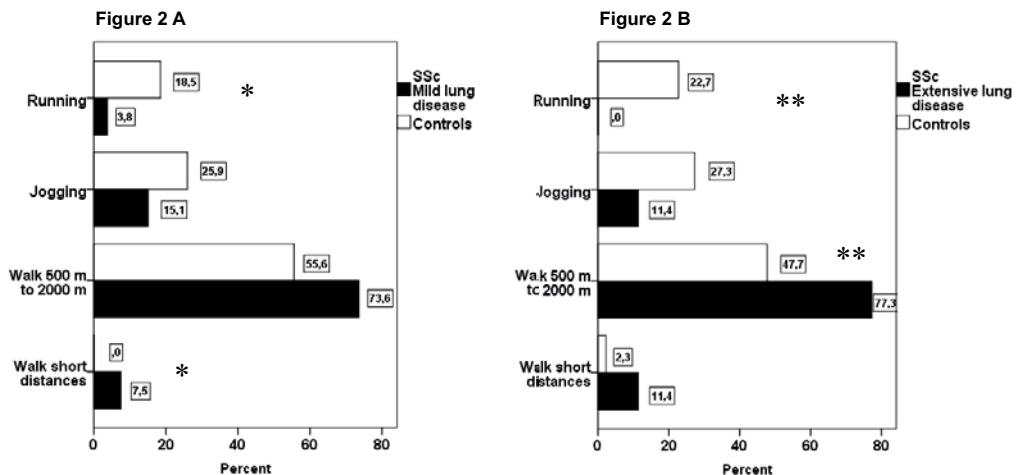 Figure 2 A
Running
18,5
3,8
*
Jogging
25,9
15,1
Walk 500 m
to 2000 m
55,6
73,6
Walk short
distances
,0
7,5
*
0
20
40
60
80
Percent
SSc
Mild lung
disease
Controls
Figure 2 B
Running
22,7
,0
**
Jogging
27,3
11,4
Walk 500 m
to 2000 m
47,7
77,3
**
Walk short
distances
2,3
11,4
0
20
40
60
80
Percent
SSc
Extensive lung
disease
Controls